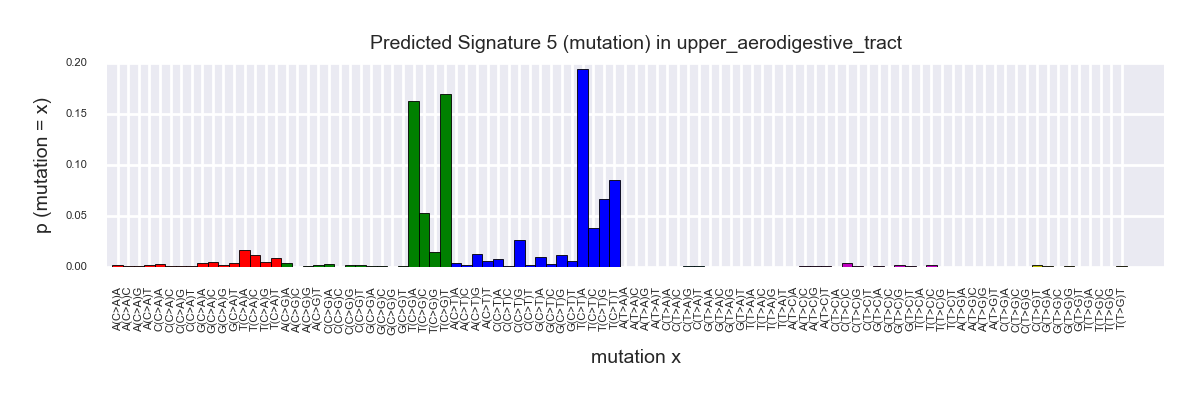 Predicted Signature 5 (mutation) in upper_aerodigestive_tract
p (mutation = x)
0.20
0.15
0.10
0.05
0.00
A(C>A)A
A(C>A)C
A(C>A)G
A(C>A)T
C(C>A)A
C(C>A)C
C(C>A)G
C(C>A)T
G(C>A)A
G(C>A)C
G(C>A)G
G(C>A)T
T(C>A)A
T(C>A)C
T(C>A)G
T(C>A)T
A(C>G)A
A(C>G)C
A(C>G)G
A(C>G)T
C(C>G)A
C(C>G)C
C(C>G)G
C(C>G)T
G(C>G)A
G(C>G)C
G(C>G)G
G(C>G)T
T(C>G)A
T(C>G)C
T(C>G)G
T(C>G)T
A(C>T)A
A(C>T)C
A(C>T)G
A(C>T)T
C(C>T)A
C(C>T)C
C(C>T)G
C(C>T)T
G(C>T)A
G(C>T)C
G(C>T)G
G(C>T)T
T(C>T)A
T(C>T)C
T(C>T)G
T(C>T)T
A(T>A)A
A(T>A)C
A(T>A)G
A(T>A)T
C(T>A)A
C(T>A)C
C(T>A)G
C(T>A)T
G(T>A)A
G(T>A)C
G(T>A)G
G(T>A)T
T(T>A)A
T(T>A)C
T(T>A)G
T(T>A)T
A(T>C)A
A(T>C)C
A(T>C)G
A(T>C)T
C(T>C)A
C(T>C)C
C(T>C)G
C(T>C)T
G(T>C)A
G(T>C)C
G(T>C)G
G(T>C)T
T(T>C)A
T(T>C)C
T(T>C)G
T(T>C)T
A(T>G)A
A(T>G)C
A(T>G)G
A(T>G)T
C(T>G)A
C(T>G)C
C(T>G)G
C(T>G)T
G(T>G)A
G(T>G)C
G(T>G)G
G(T>G)T
T(T>G)A
T(T>G)C
T(T>G)G
T(T>G)T
mutation x